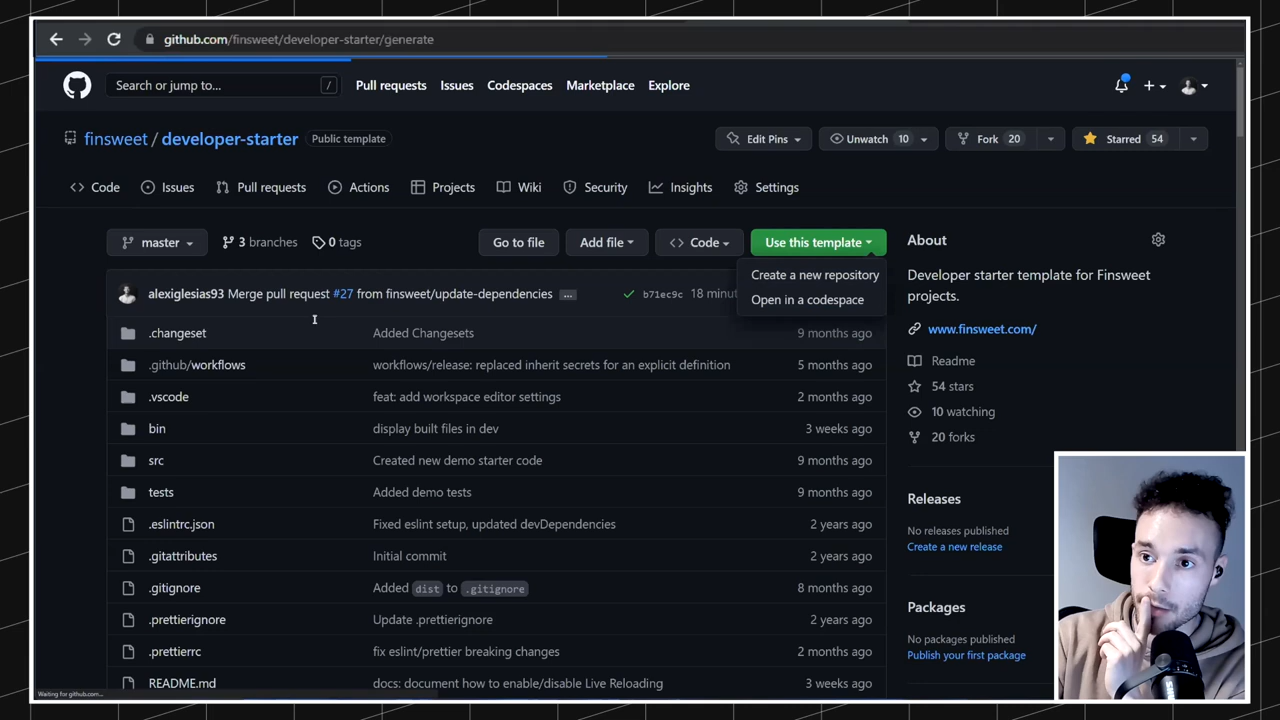 github.com/finsweet/developer-starter/generate
Search or jump to... /
Pull requests Issues Codespaces Marketplace Explore
finsweet / developer-starter Public template
Edit Pins Unwatch 10 Fork 20 Starred 54
Code Issues Pull requests Actions Projects Wiki Security Insights Settings
master 3 branches 0 tags Go to file Add file Code Use this template
Create a new repository
Open in a codespace
alexiglesias93 Merge pull request #27 from finsweet/update-dependencies ... b71ec9c 18 minut
.changeset Added Changesets 9 months ago
.github/workflows workflows/release: replaced inherit secrets for an explicit definition 5 months ago
.vscode feat: add workspace editor settings 2 months ago
bin display built files in dev 3 weeks ago
src Created new demo starter code 9 months ago
tests Added demo tests 9 months ago
.eslintrc.json Fixed eslint setup, updated devDependencies 2 years ago
.gitattributes Initial commit 2 years ago
.gitignore Added dist to .gitignore 8 months ago
.prettierignore Update .prettierignore 2 years ago
.prettierrc fix eslint/prettier breaking changes 2 months ago
README.md docs: document how to enable/disable Live Reloading 3 weeks ago
About
Developer starter template for Finsweet
projects.
www.finsweet.com/
Readme
54 stars
10 watching
20 forks
Releases
No releases published
Create a new release
Packages
No packages published
Publish your first package
Waiting for github.com...